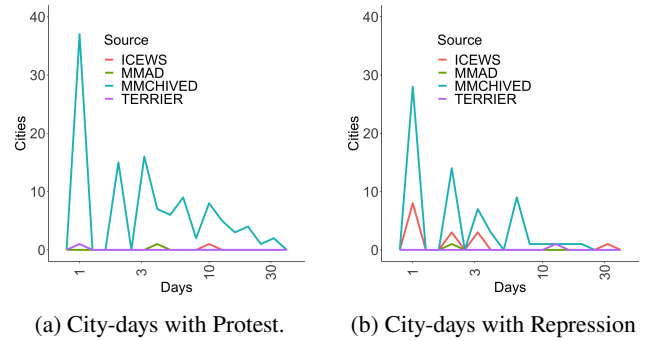 40
30
20
10
0
Cities
Source
ICEWS
MMAD
MMCHIVED
TERRIER
1
3
10
30
Days
(a) City-days with Protest.
40
30
20
10
0
Cities
Source
ICEWS
MMAD
MMCHIVED
TERRIER
1
3
10
30
Days
(b) City-days with Repression